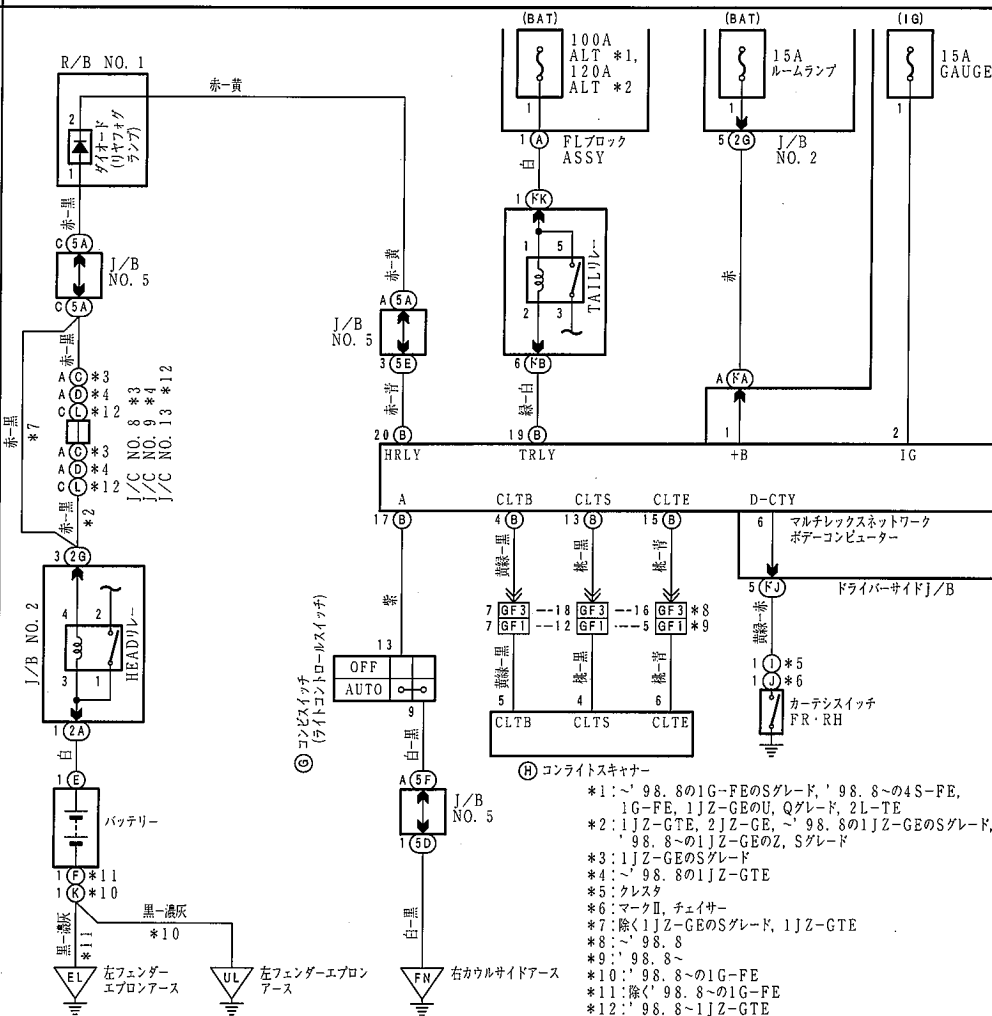 (BAT)
(BAT)
(IG)
100A
ALT *1,
120A
ALT *2
15A
ルームランプ
15A
GAUGE
R/B NO. 1
赤−黄
2
ダイオード
(リヤフォグ
ランプ)
1
1
1
1
1 A
FLブロック
ASSY
5 2G
J/B
NO. 2
白
赤−黒
1 ドK
C 5A
J/B
NO. 5
C 5A
赤−黄
1 5
TAILリレー
2 3
赤
A 5A
J/B
NO. 5
3 5E
6 ドB
A ドA
赤−黒
A C *3
A D *4
C L *12
A C *3
A D *4
C L *12
J/C NO. 8 *3
J/C NO. 9 *4
J/C NO. 13 *12
赤−黒
*7
赤−青
緑−白
20 B
19 B
1
2
HRLY
TRLY
+B
IG
A
CLTB
CLTS
CLTE
D-CTY
赤−黒
*2
17 B
4 B
13 B
15 B
6
マルチレックスネットワーク
ボデーコンピューター
3 2G
5 ドJ
ドライバーサイドJ/B
J/B NO. 2
4 2
HEADリレー
3 1
紫
黄緑−黒
桃−黒
桃−青
黄緑−赤
7 GF3 --18 GF3 --16 GF3 *8
7 GF1 --12 GF1 ---5 GF1 *9
13
OFF
AUTO
9
G コンビスイッチ
(ライトコントロールスイッチ)
黄緑−黒
桃−黒
桃−青
1 I *5
1 J *6
カーテシスイッチ
FR・RH
5
4
6
CLTB
CLTS
CLTE
1 2A
白
白−黒
H コンライトスキャナー
1 E
バッテリー
A 5F
J/B
NO. 5
1 5D
1 F *11
1 K *10
黒−濃灰
*10
黒−濃灰
*11
白−黒
EL
左フェンダー
エプロンアース
UL
左フェンダーエプロン
アース
FN
右カウルサイドアース
*1:~'98.8の1G-FEのSグレード,'98.8~の4S-FE,
1G-FE, 1JZ-GEのU, Qグレード, 2L-TE
*2:1JZ-GTE, 2JZ-GE, ~'98.8の1JZ-GEのSグレード,
'98.8~の1JZ-GEのZ, Sグレード
*3:1JZ-GEのSグレード
*4:~'98.8の1JZ-GTE
*5:クレスタ
*6:マークⅡ, チェイサー
*7:除く1JZ-GEのSグレード, 1JZ-GTE
*8:~'98.8
*9:'98.8~
*10:'98.8~の1G-FE
*11:除く'98.8~の1G-FE
*12:'98.8~1JZ-GTE